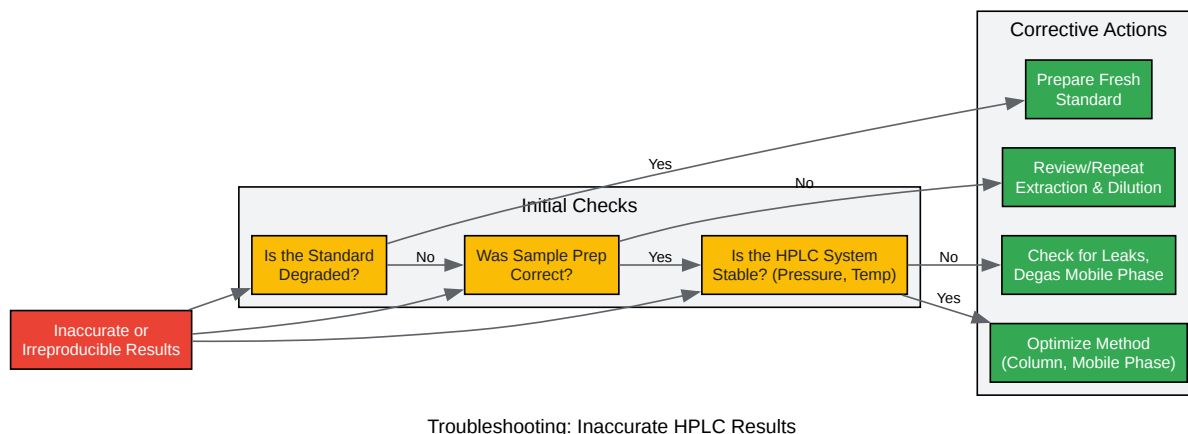 Corrective Actions
Prepare Fresh
Standard
Yes
Review/Repeat
Extraction & Dilution
No
Initial Checks
Is the Standard
Degraded?
No
Was Sample Prep
Correct?
Yes
Is the HPLC System
Stable? (Pressure, Temp)
No
Check for Leaks,
Degas Mobile Phase
Yes
Inaccurate or
Irreproducible Results
Optimize Method
(Column, Mobile Phase)
Troubleshooting: Inaccurate HPLC Results